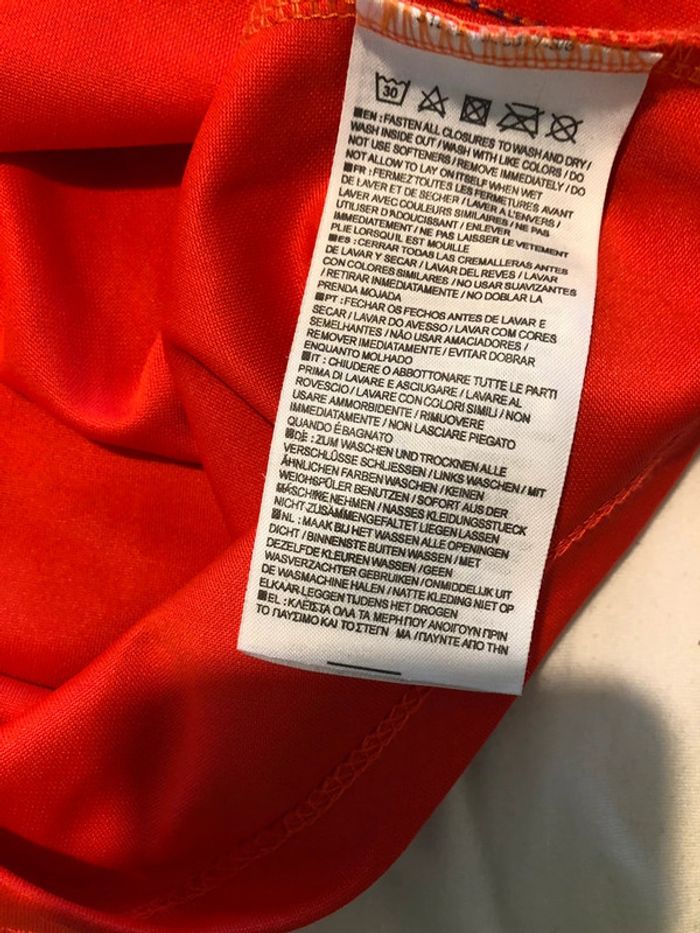 30
■EN : FASTEN ALL CLOSURES TO WASH AND DRY /
WASH INSIDE OUT / WASH WITH LIKE COLORS / DO
NOT USE SOFTENERS / REMOVE IMMEDIATELY / DO
NOT ALLOW TO LAY ON ITSELF WHEN WET
■FR : FERMEZ TOUTES LES FERMETURES AVANT
DE LAVER ET DE SECHER / LAVER A L'ENVERS /
LAVER AVEC COULEURS SIMILAIRES / NE PAS
UTILISER D'ADOUCISSANT / ENLEVER
IMMEDIATEMENT / NE PAS LAISSER LE VETEMENT
PLIE LORSQU IL EST MOUILLE
■ES : CERRAR TODAS LAS CREMALLERAS ANTES
DE LAVAR Y SECAR / LAVAR DEL REVES / LAVAR
CON COLORES SIMILARES / NO USAR SUAVIZANTES
/ RETIRAR INMEDIATAMENTE / NO DOBLAR LA
PRENDA MOJADA
■PT : FECHAR OS FECHOS ANTES DE LAVAR E
SECAR / LAVAR DO AVESSO / LAVAR COM CORES
SEMELHANTES / NÃO USAR AMACIADORES /
REMOVER IMEDIATAMENTE / EVITAR DOBRAR
ENQUANTO MOLHADO
■IT : CHIUDERE O ABBOTTONARE TUTTE LE PARTI
PRIMA DI LAVARE E ASCIUGARE / LAVARE AL
ROVESCIO / LAVARE CON COLORI SIMILI / NON
USARE AMMORBIDENTE / RIMUOVERE
IMMEDIATAMENTE / NON LASCIARE PIEGATO
QUANDO È BAGNATO
■DE : ZUM WASCHEN UND TROCKNEN ALLE
VERSCHLÜSSE SCHLIESSEN / LINKS WASCHEN / MIT
ÄHNLICHEN FARBEN WASCHEN / KEINEN
WEICHSPÜLER BENUTZEN / SOFORT AUS DER
MASCHINE NEHMEN / NASSES KLEIDUNGSSTUECK
NICHT ZUSAMMENGEFALTET LIEGEN LASSEN
■NL : MAAK BIJ HET WASSEN ALLE OPENINGEN
DICHT / BINNENSTE BUITEN WASSEN / MET
DEZELFDE KLEUREN WASSEN / GEEN
WASVERZACHTER GEBRUIKEN / ONMIDDELIJK UIT
DE WASMACHINE HALEN / NATTE KLEDING NIET OP
ELKAAR LEGGEN TIJDENS HET DROGEN
■EL : ΚΛΕΙΣΤΑ ΟΛΑ ΤΑ ΜΕΡΗ ΠΟΥ ΑΝΟΙΓΟΥΝ ΠΡΙΝ
ΤΟ ΠΛΥΣΙΜΟ ΚΑΙ ΤΟ ΣΤΕΓΝ ΜΑ / ΠΛΥΝΤΕ ΑΠΟ ΤΗΝ